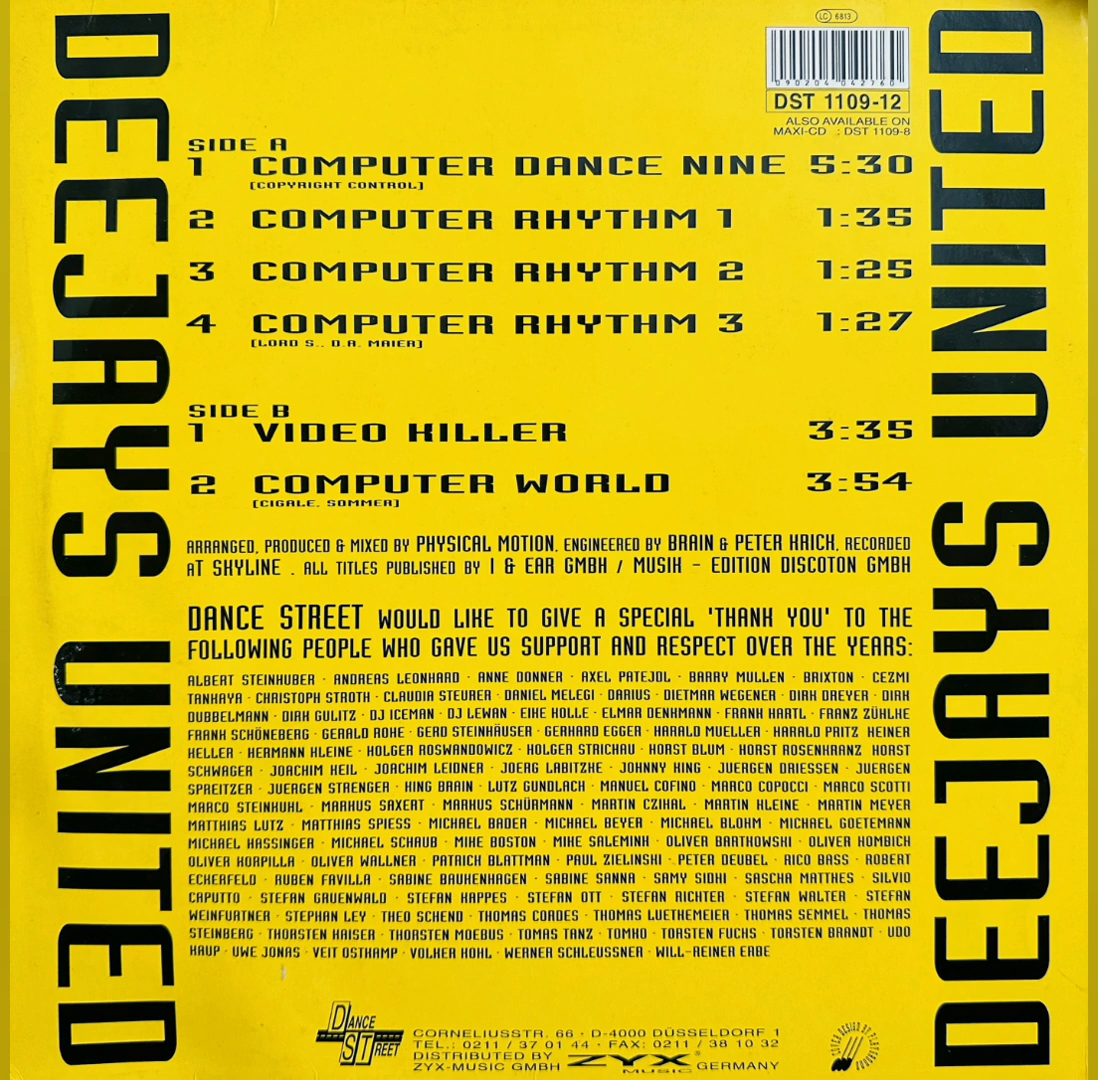 DEEJAYS UNITED
LC 6813
090204 042760
DST 1109-12
ALSO AVAILABLE ON
MAXI-CD : DST 1109-8
SIDE A
1 COMPUTER DANCE NINE 5:30
[COPYRIGHT CONTROL]
2 COMPUTER RHYTHM 1 1:35
3 COMPUTER RHYTHM 2 1:25
4 COMPUTER RHYTHM 3 1:27
[LORD S., D.A. MAIER]
SIDE B
1 VIDEO KILLER 3:35
2 COMPUTER WORLD 3:54
[CIGALE, SOMMER]
ARRANGED, PRODUCED & MIXED BY PHYSICAL MOTION, ENGINEERED BY BRAIN & PETER KRICK, RECORDED
AT SKYLINE . ALL TITLES PUBLISHED BY I & EAR GMBH / MUSIK - EDITION DISCOTON GMBH
DANCE STREET WOULD LIKE TO GIVE A SPECIAL 'THANK YOU' TO THE
FOLLOWING PEOPLE WHO GAVE US SUPPORT AND RESPECT OVER THE YEARS:
ALBERT STEINHUBER · ANDREAS LEONHARD · ANNE DONNER · AXEL PATEJDL · BARRY MULLEN · BRIXTON · CEZMI
TANKAYA · CHRISTOPH STROTH · CLAUDIA STEURER · DANIEL MELEGI · DARIUS · DIETMAR WEGENER · DIRK DREYER · DIRK
DUBBELMANN · DIRK GULITZ · DJ ICEMAN · DJ LEWAN · EIKE HOLLE · ELMAR DENKMANN · FRANK HARTL · FRANZ ZÜHLKE
FRANK SCHÖNEBERG · GERALD ROHE · GERD STEINHÄUSER · GERHARD EGGER · HARALD MUELLER · HARALD PRITZ HEINER
KELLER · HERMANN KLEINE · HOLGER ROSWANDOWICZ · HOLGER STRICHAU · HORST BLUM · HORST ROSENKRANZ HORST
SCHWAGER · JOACHIM HEIL · JOACHIM LEIDNER · JOERG LABITZKE · JOHNNY KING · JUERGEN DRIESSEN · JUERGEN
SPREITZER · JUERGEN STRENGER · KING BRAIN · LUTZ GUNDLACH · MANUEL COFINO · MARCO COPOCCI · MARCO SCOTTI
MARCO STEINKUHL · MARKUS SAXERT · MARKUS SCHÜRMANN · MARTIN CZIKAL · MARTIN KLEINE · MARTIN MEYER
MATTHIAS LUTZ · MATTHIAS SPIESS · MICHAEL BADER · MICHAEL BEYER · MICHAEL BLOHM · MICHAEL GOETEMANN
MICHAEL KASSINGER · MICHAEL SCHAUB · MIKE BOSTON · MIKE SALEMINK · OLIVER BARTKOWSKI · OLIVER KOMBICH
OLIVER KORPILLA · OLIVER WALLNER · PATRICK BLATTMAN · PAUL ZIELINSKI · PETER DEUBEL · RICO BASS · ROBERT
ECKERFELD · RUBEN FAVILLA · SABINE BAUKENHAGEN · SABINE SANNA · SAMY SIDHI · SASCHA MATTHES · SILVIO
CAPUTTO · STEFAN GRUENWALD · STEFAN KAPPES · STEFAN OTT · STEFAN RICHTER · STEFAN WALTER · STEFAN
WEINFURTNER · STEPHAN LEY · THEO SCHEND · THOMAS CORDES · THOMAS LUETHEMEIER · THOMAS SEMMEL · THOMAS
STEINBERG · THORSTEN KAISER · THORSTEN MOEBUS · TOMAS TANZ · TOMKO · TORSTEN FUCHS · TORSTEN BRANDT · UDO
KAUP · UWE JONAS · VEIT OSTKAMP · VOLKER KOHL · WERNER SCHLEUSSNER · WILL-REINER ERBE
DANCE STREET
CORNELIUSSTR. 66 · D-4000 DÜSSELDORF 1
TEL.: 0211 / 37 01 44 · FAX: 0211 / 38 10 32
DISTRIBUTED BY
ZYX-MUSIC GMBH ZYX MUSIC ® GERMANY
COVER DESIGN BY
DEEJAYS UNITED